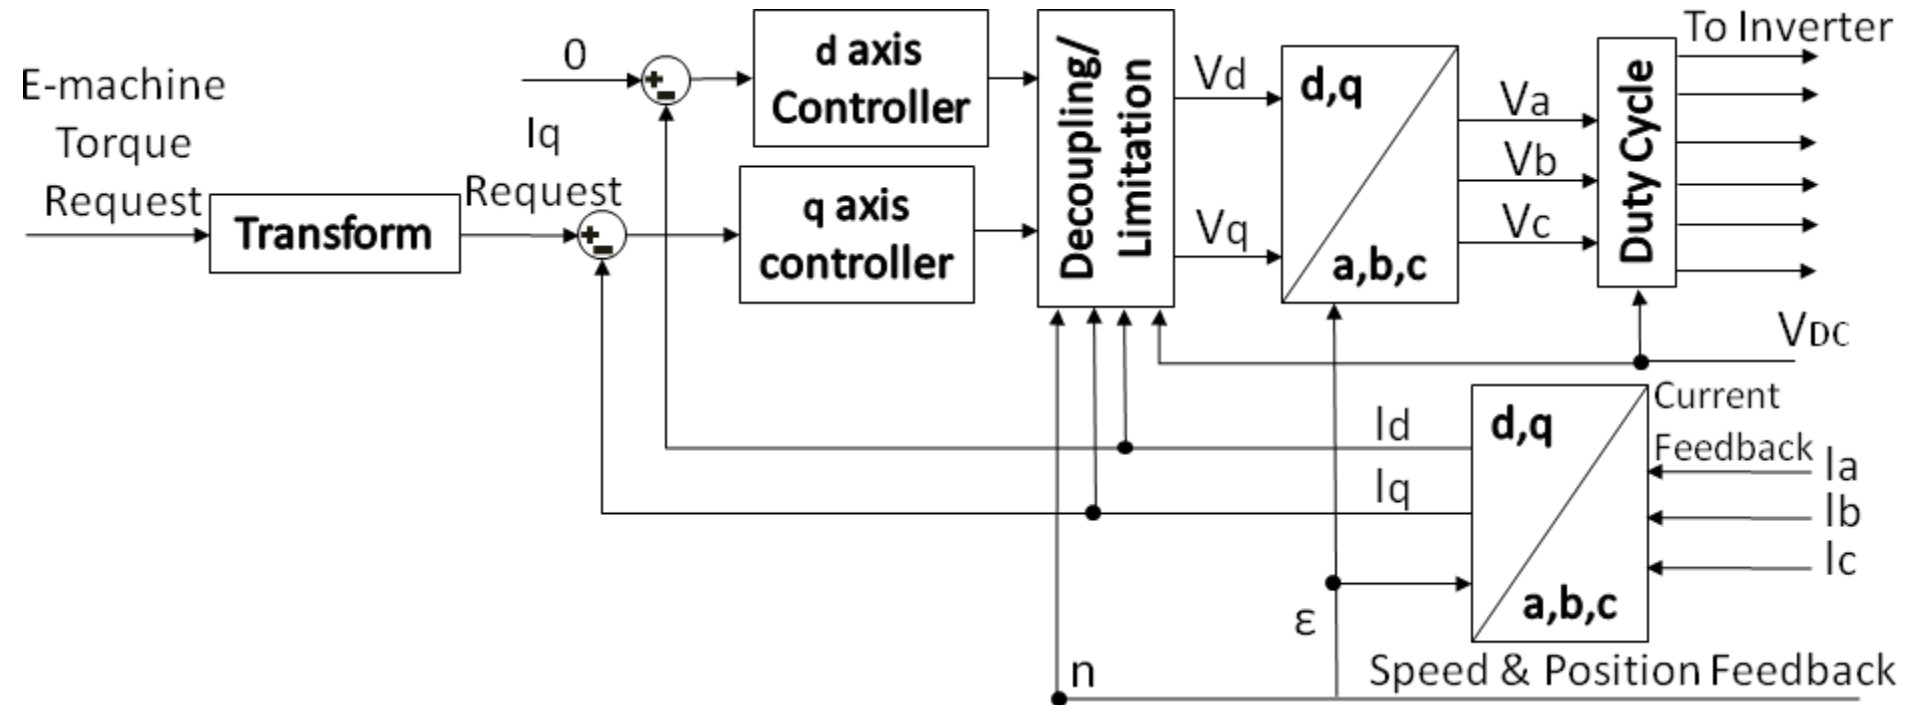 To Inverter
0
d axis
Controller
E-machine
Torque
Request
Iq
Request
Transform
q axis
controller
Decoupling/
Limitation
Vd
Vq
d,q
a,b,c
Va
Vb
Vc
Duty Cycle
VDC
Current
Feedback
Id
Iq
d,q
a,b,c
Ia
Ib
Ic
ε
n
Speed & Position Feedback